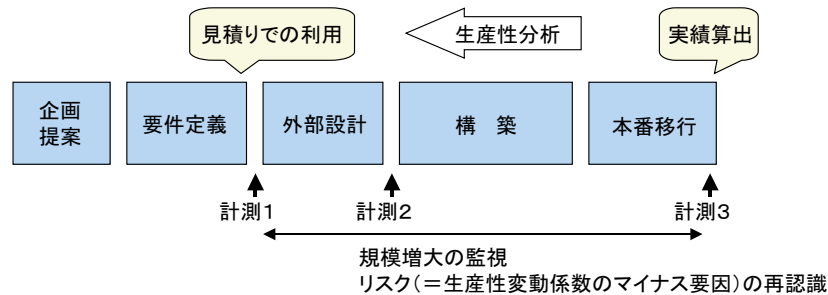 見積りでの利用
生産性分析
実績算出
企画
提案
要件定義
外部設計
構　築
本番移行
計測1
計測2
計測3
規模増大の監視
リスク(＝生産性変動係数のマイナス要因)の再認識